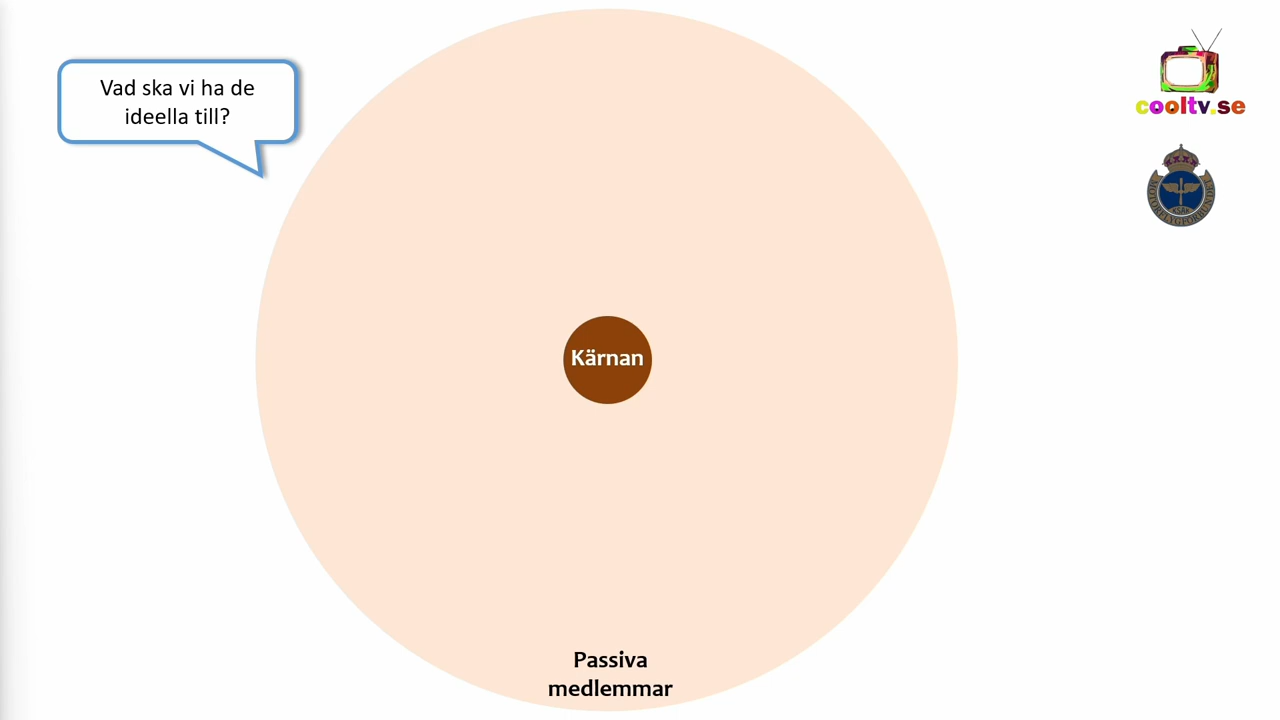 Vad ska vi ha de
ideella till?
cooltv.se
Kärnan
Passiva
medlemmar